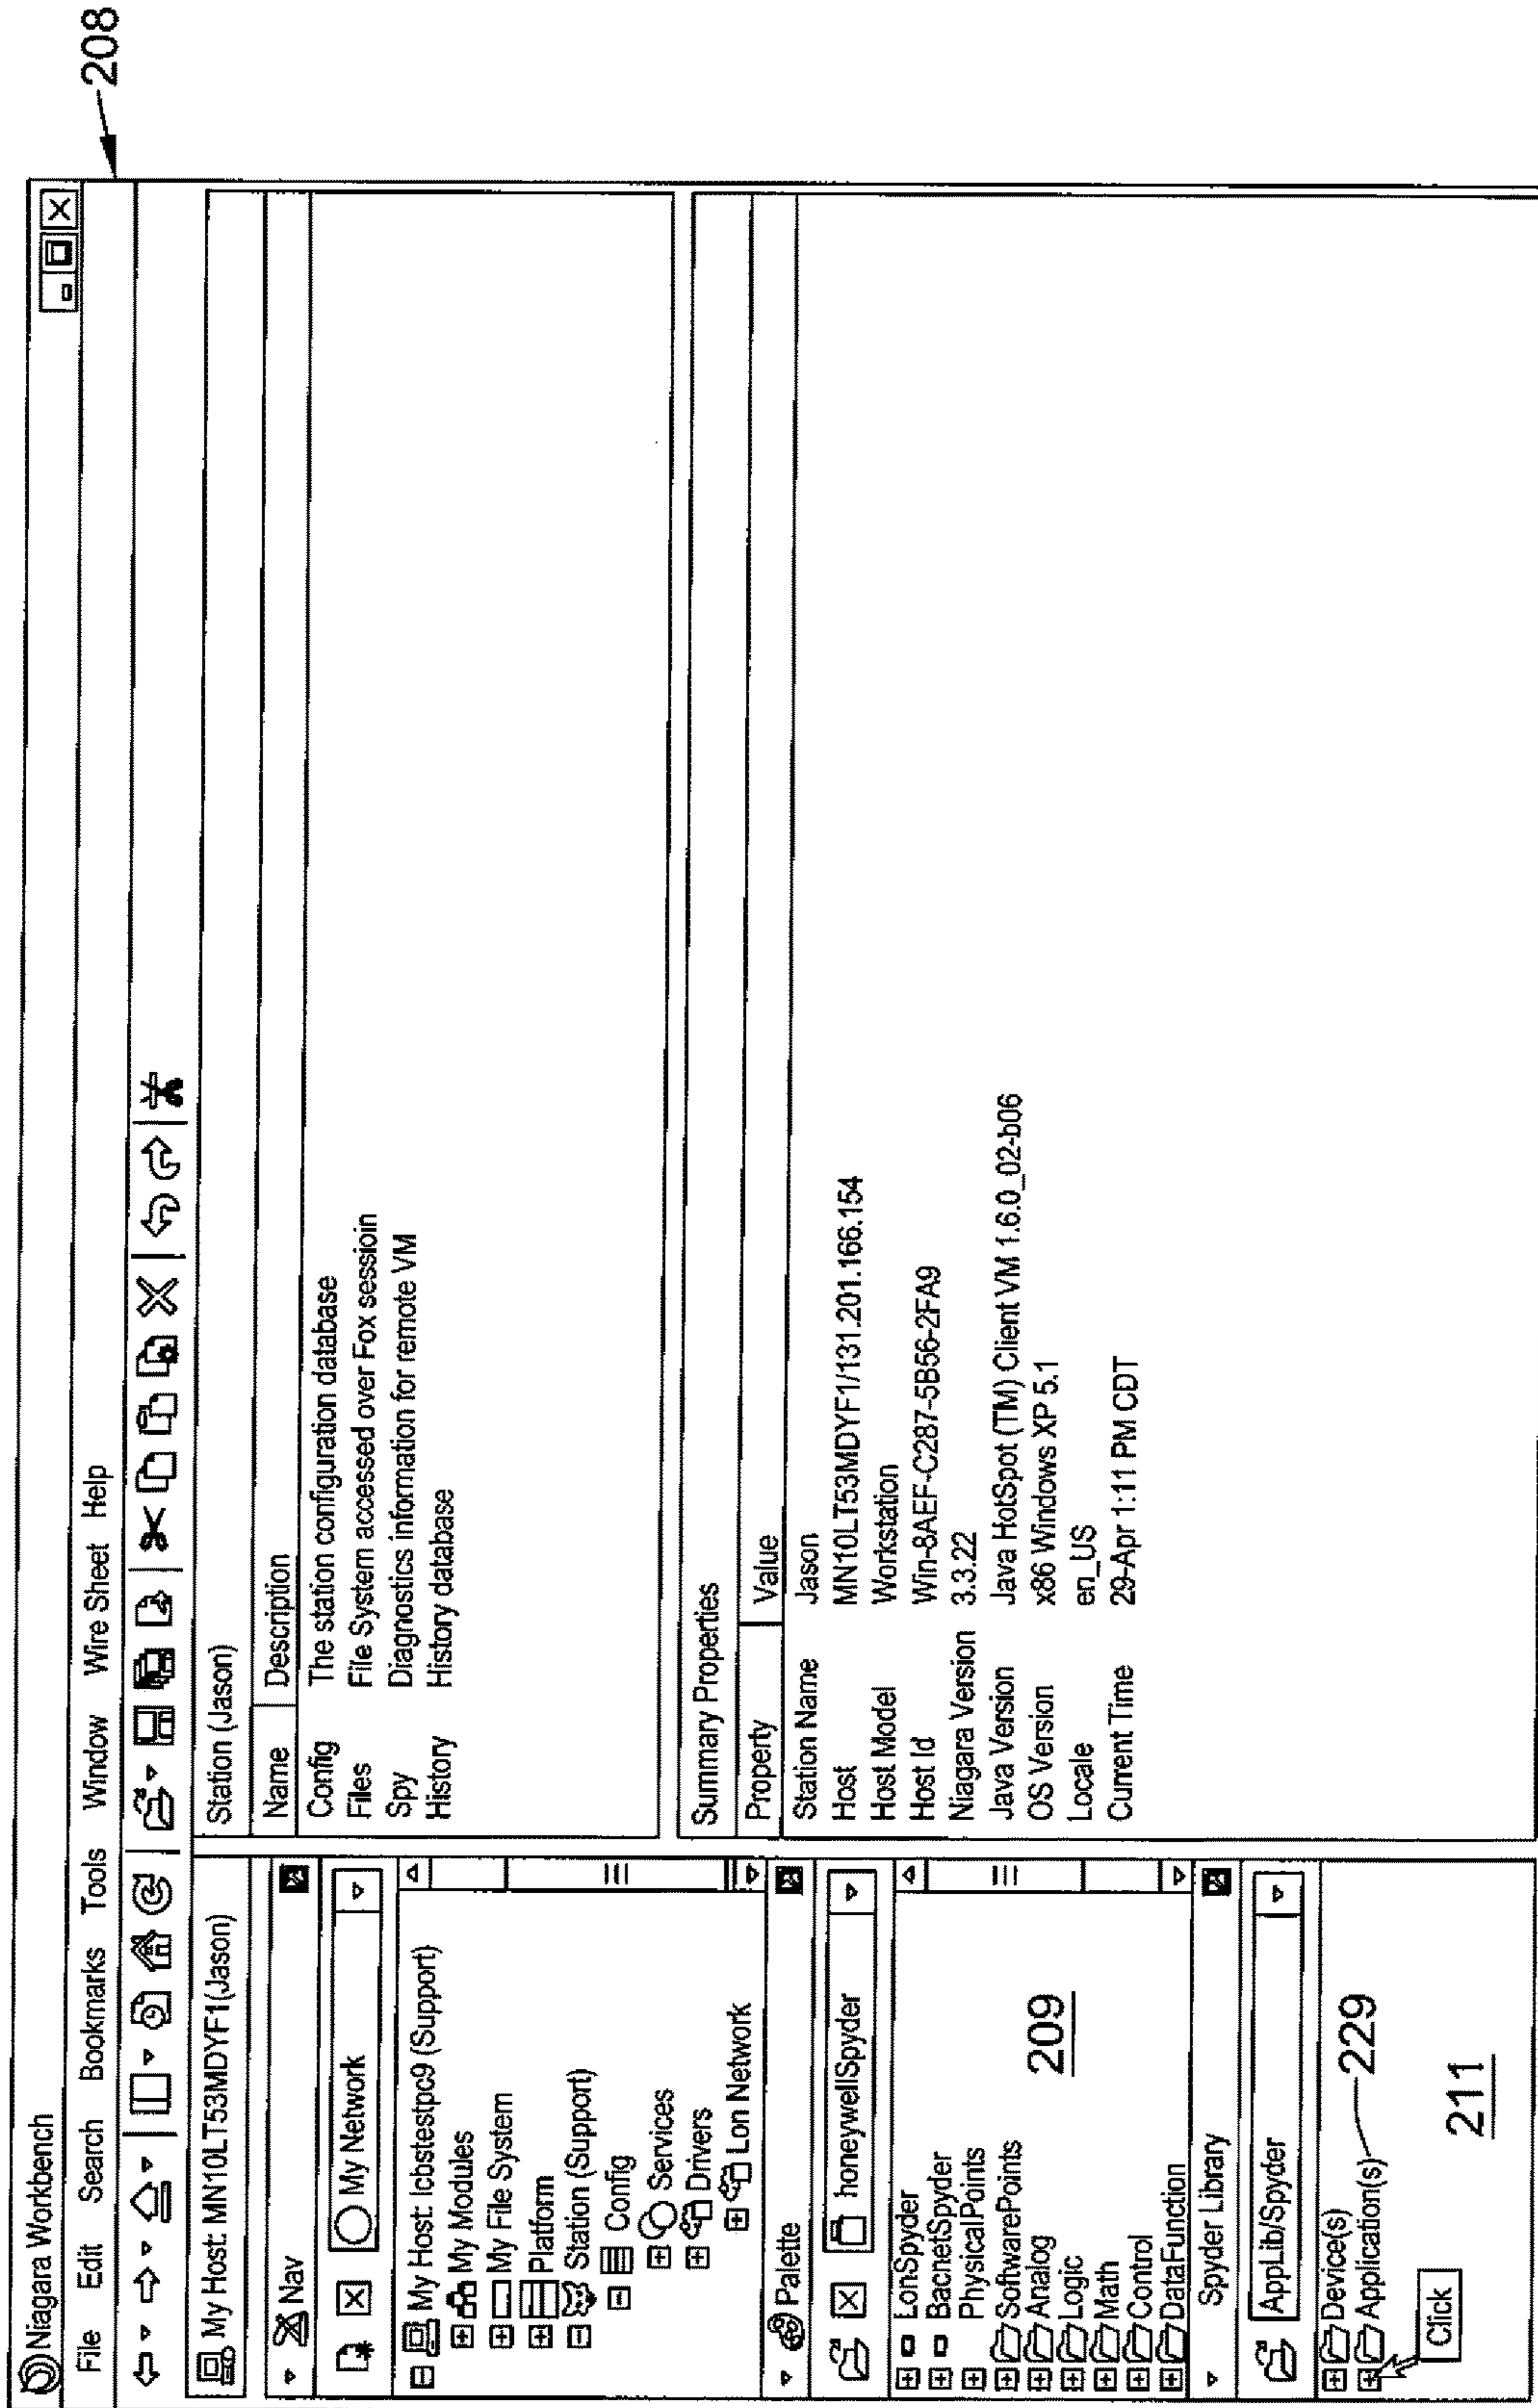 208
Niagara Workbench
File Edit Search Bookmarks Tools Window Wire Sheet Help
My Host: MN10LT53MDYF1(Jason)
Nav
My Network
My Host: lcbstestpc9 (Support)
My Modules
My File System
Platform
Station (Support)
Config
Services
Drivers
Lon Network
Palette
honeywellSpyder
LonSpyder
BacnetSpyder
PhysicalPoints
SoftwarePoints
Analog
Logic
Math
Control
DataFunction
209
Spyder Library
AppLib/Spyder
Device(s)
Application(s) 229
Click
211
Station (Jason)
Name Description
Config The station configuration database
Files File System accessed over Fox sessioin
Spy Diagnostics information for remote VM
History History database
Summary Properties
Property Value
Station Name Jason
Host MN10LT53MDYF1/131.201.166.154
Host Model Workstation
Host Id Win-8AEF-C287-5B56-2FA9
Niagara Version 3.3.22
Java Version Java HotSpot (TM) Client VM 1.6.0_02-b06
OS Version x86 Windows XP 5.1
Locale en_US
Current Time 29-Apr 1:11 PM CDT